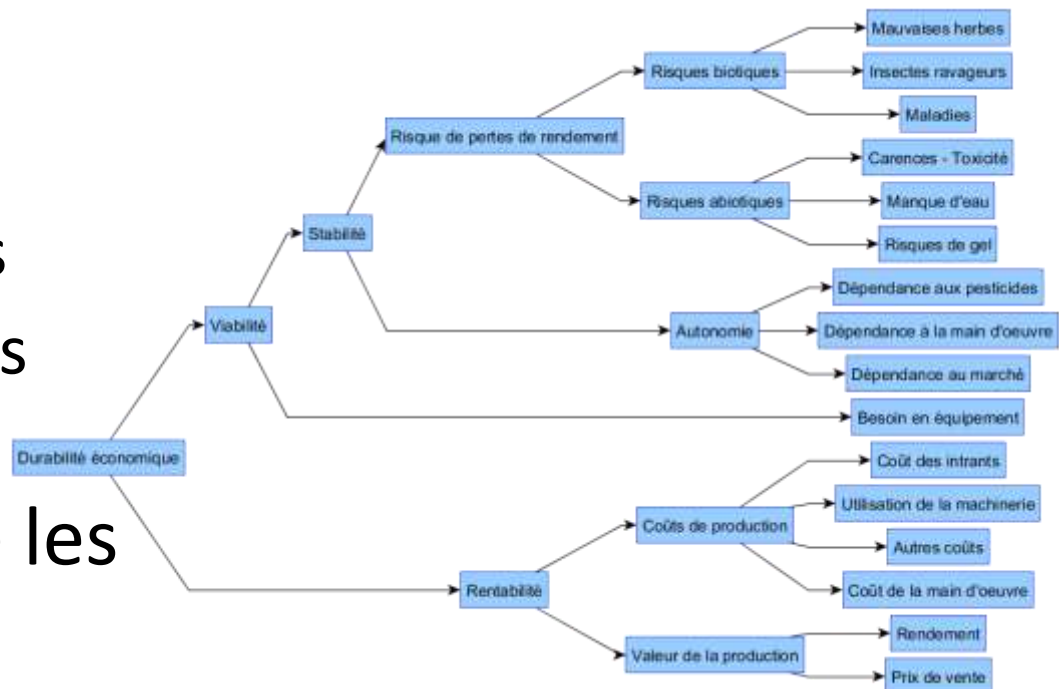 s
s
les
Durabilité économique
Viabilité
Stabilité
Risque de pertes de rendement
Risques biotiques
Mauvaises herbes
Insectes ravageurs
Maladies
Risques abiotiques
Carences - Toxicité
Manque d'eau
Risques de gel
Autonomie
Dépendance aux pesticides
Dépendance à la main d'oeuvre
Dépendance au marché
Besoin en équipement
Rentabilité
Coûts de production
Coût des intrants
Utilisation de la machinerie
Autres coûts
Coût de la main d'oeuvre
Valeur de la production
Rendement
Prix de vente